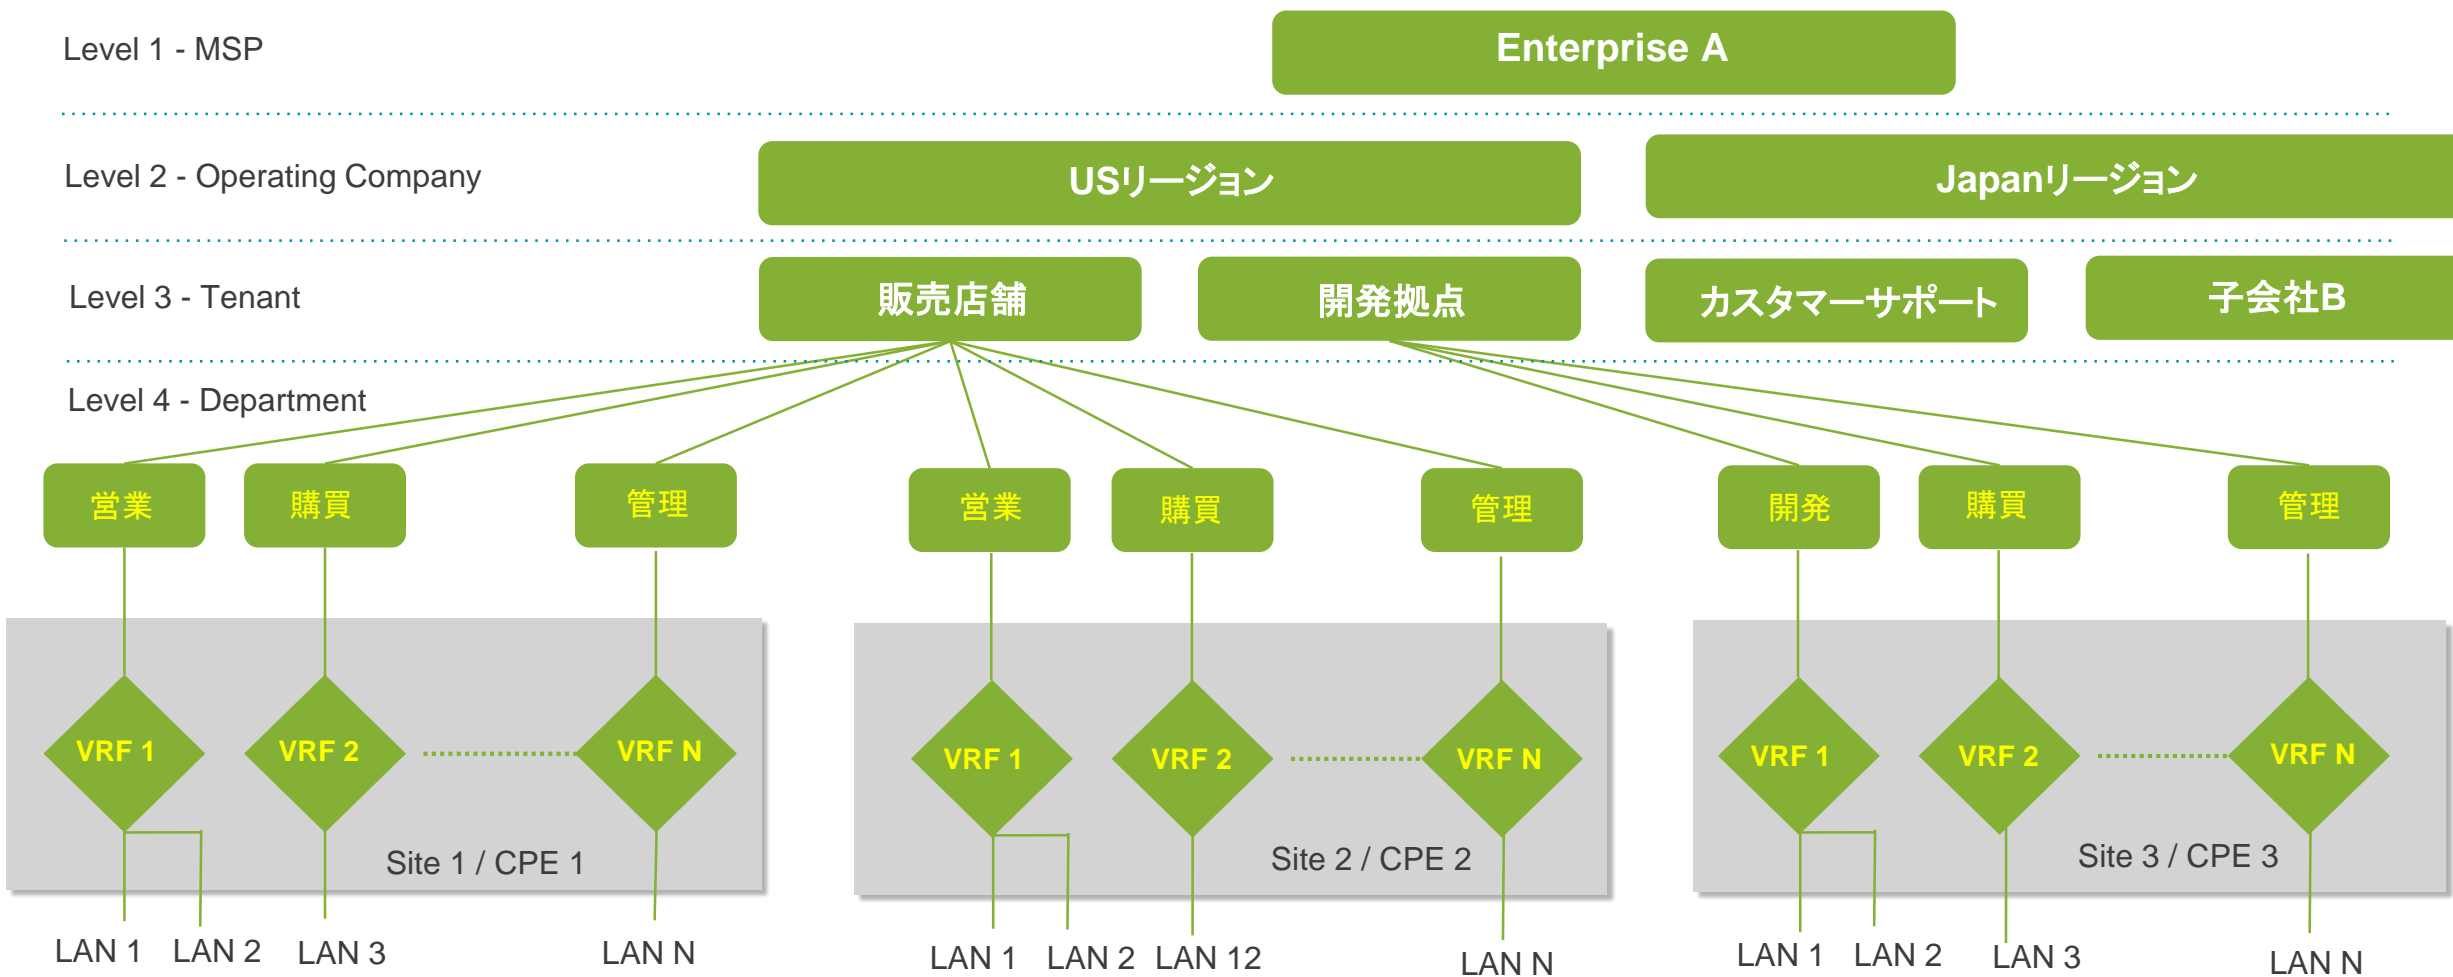 Level 1 - MSP
Enterprise A
Level 2 - Operating Company
USリージョン
Japanリージョン
Level 3 - Tenant
販売店舗
開発拠点
カスタマーサポート
子会社B
Level 4 - Department
営業
購買
管理
営業
購買
管理
開発
購買
管理
VRF 1
VRF 2
VRF N
VRF 1
VRF 2
VRF N
VRF 1
VRF 2
VRF N
Site 1 / CPE 1
Site 2 / CPE 2
Site 3 / CPE 3
LAN 1
LAN 2
LAN 3
LAN N
LAN 1
LAN 2
LAN 12
LAN N
LAN 1
LAN 2
LAN 3
LAN N